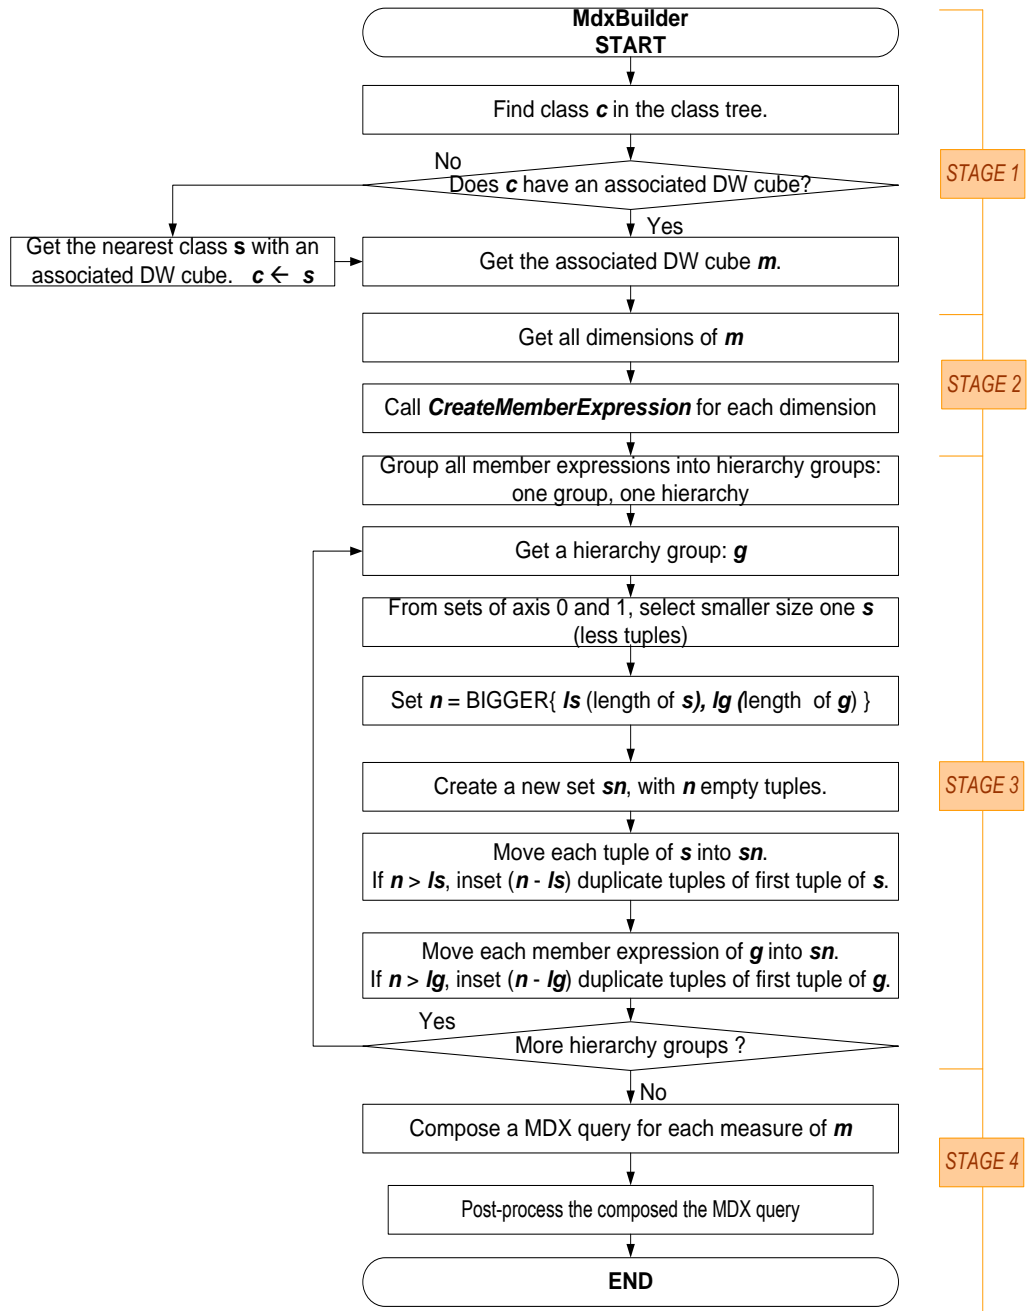 MdxBuilder
START
Find class c in the class tree.
No
Does c have an associated DW cube?
STAGE 1
Yes
Get the nearest class s with an
associated DW cube. c ← s
Get the associated DW cube m.
Get all dimensions of m
STAGE 2
Call CreateMemberExpression for each dimension
Group all member expressions into hierarchy groups:
one group, one hierarchy
Get a hierarchy group: g
From sets of axis 0 and 1, select smaller size one s
(less tuples)
Set n = BIGGER{ ls (length of s), lg (length of g) }
STAGE 3
Create a new set sn, with n empty tuples.
Move each tuple of s into sn.
If n > ls, inset (n - ls) duplicate tuples of first tuple of s.
Move each member expression of g into sn.
If n > lg, inset (n - lg) duplicate tuples of first tuple of g.
Yes
More hierarchy groups ?
No
Compose a MDX query for each measure of m
STAGE 4
Post-process the composed the MDX query
END